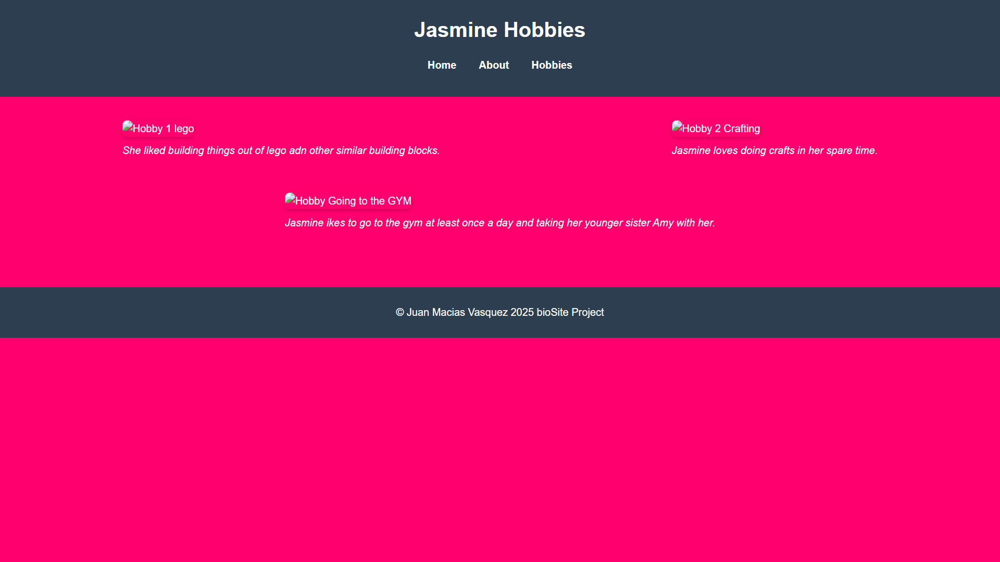 Jasmine Hobbies
Home About Hobbies
Hobby 1 lego
She liked building things out of lego adn other similar building blocks.
Hobby 2 Crafting
Jasmine loves doing crafts in her spare time.
Hobby Going to the GYM
Jasmine ikes to go to the gym at least once a day and taking her younger sister Amy with her.
© Juan Macias Vasquez 2025 bioSite Project